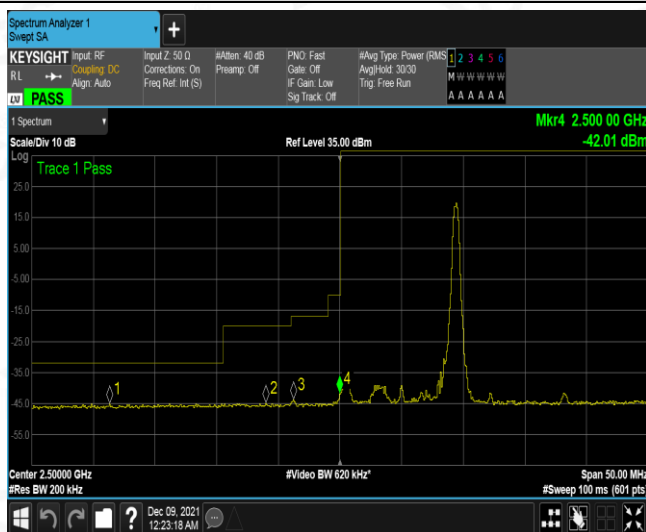 Spectrum Analyzer 1
Swept SA
+
KEYSIGHT Input: RF Input Z: 50 Ω #Atten: 40 dB PNO: Fast #Avg Type: Power (RMS 1 2 3 4 5 6
RL Coupling: DC Corrections: On Preamp: Off Gate: Off Avg|Hold: 30/30 M W W W W W
Align: Auto Freq Ref: Int (S) IF Gain: Low Trig: Free Run
LXI PASS Sig Track: Off A A A A A A
1 Spectrum Mkr4 2.500 00 GHz
Scale/Div 10 dB Ref Level 35.00 dBm -42.01 dBm
Log
Trace 1 Pass
25.0
15.0
5.00
-5.00
-15.0
-25.0
-35.0
1 2 3 4
-45.0
-55.0
Center 2.50000 GHz #Video BW 620 kHz* Span 50.00 MHz
#Res BW 200 kHz #Sweep 100 ms (601 pts)
? Dec 09, 2021
12:23:18 AM